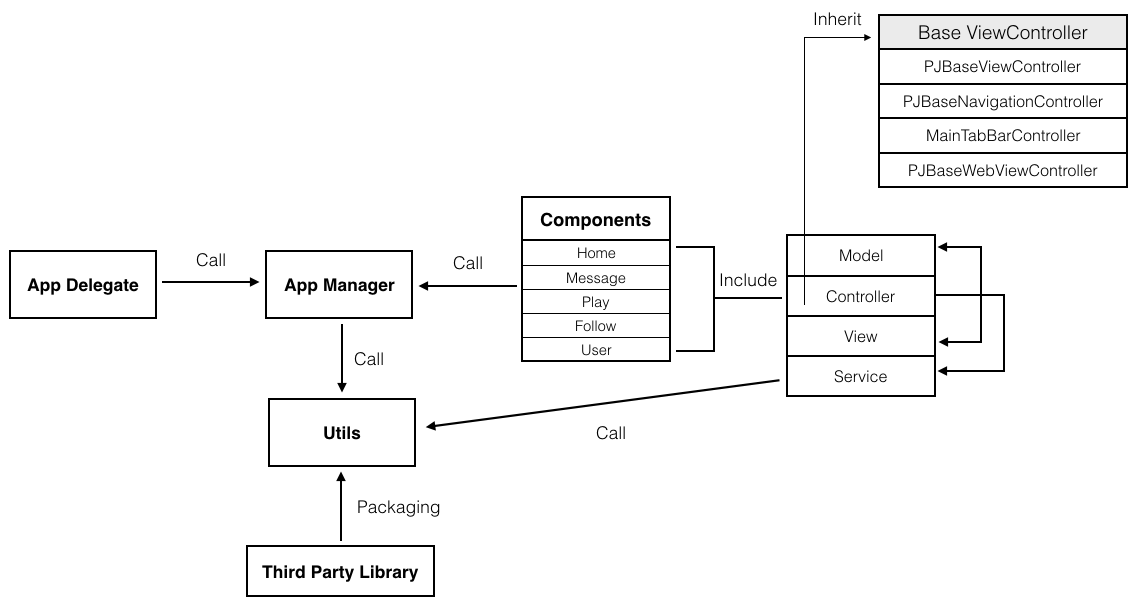 Inherit
Base ViewController
PJBaseViewController
PJBaseNavigationController
MainTabBarController
PJBaseWebViewController
Components
Home
Message
Play
Follow
User
App Delegate
Call
App Manager
Call
Include
Model
Controller
View
Service
Call
Utils
Call
Packaging
Third Party Library